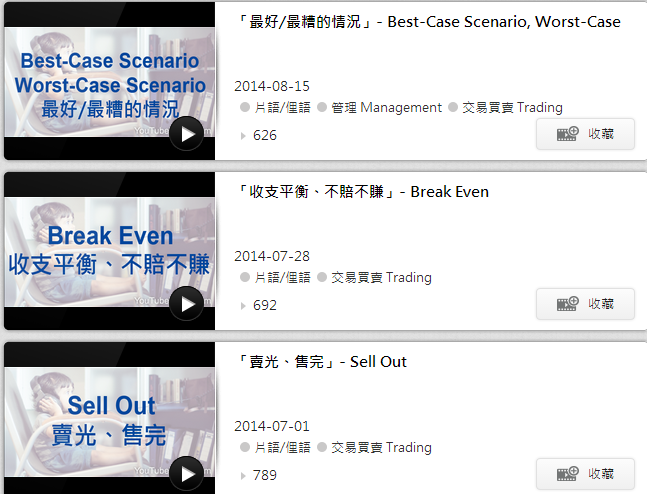 Best-Case Scenario
Worst-Case Scenario
最好/最糟的情況
YouTube
「最好/最糟的情況」- Best-Case Scenario, Worst-Case
2014-08-15
片語/俚語 管理 Management 交易買賣 Trading
626
收藏
Break Even
收支平衡、不賠不賺
YouTube
「收支平衡、不賠不賺」- Break Even
2014-07-28
片語/俚語 交易買賣 Trading
692
收藏
Sell Out
賣光、售完
YouTube
「賣光、售完」- Sell Out
2014-07-01
片語/俚語 交易買賣 Trading
789
收藏